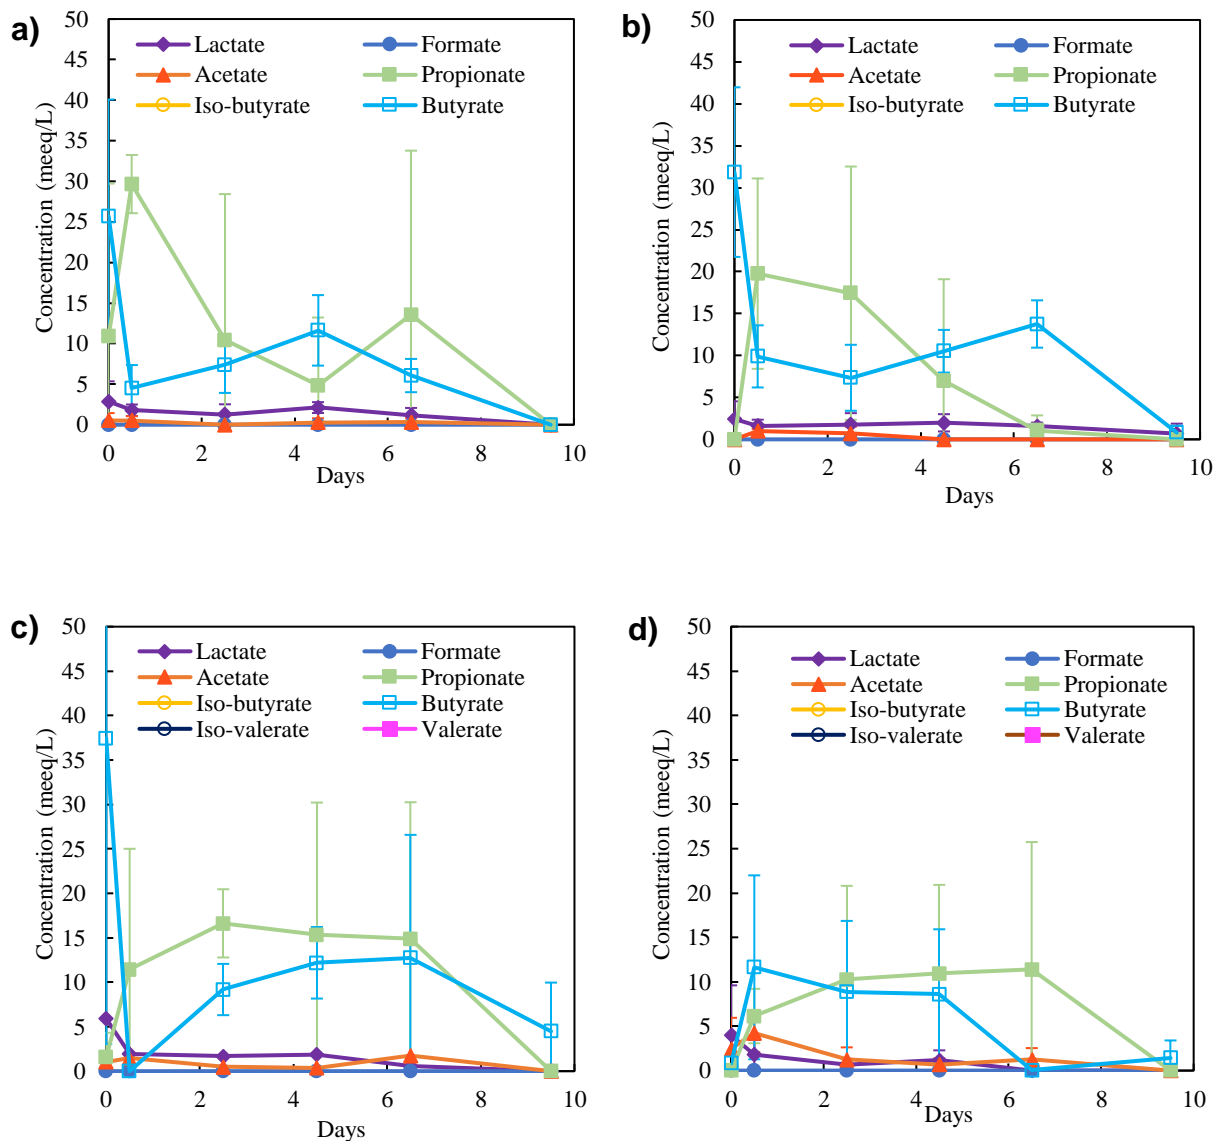 a)
50
45
40
35
30
25
20
15
10
5
0
Concentration (meeq/L)
Lactate Formate
Acetate Propionate
Iso-butyrate Butyrate
0 2 4 6 8 10
Days
b)
50
45
40
35
30
25
20
15
10
5
0
Concentration (meeq/L)
Lactate Formate
Acetate Propionate
Iso-butyrate Butyrate
0 2 4 6 8 10
Days
c)
50
45
40
35
30
25
20
15
10
5
0
Concentration (meeq/L)
Lactate Formate
Acetate Propionate
Iso-butyrate Butyrate
Iso-valerate Valerate
0 2 4 6 8 10
Days
d)
50
45
40
35
30
25
20
15
10
5
0
Concentration (meeq/L)
Lactate Formate
Acetate Propionate
Iso-butyrate Butyrate
Iso-valerate Valerate
0 2 4 6 8 10
Days